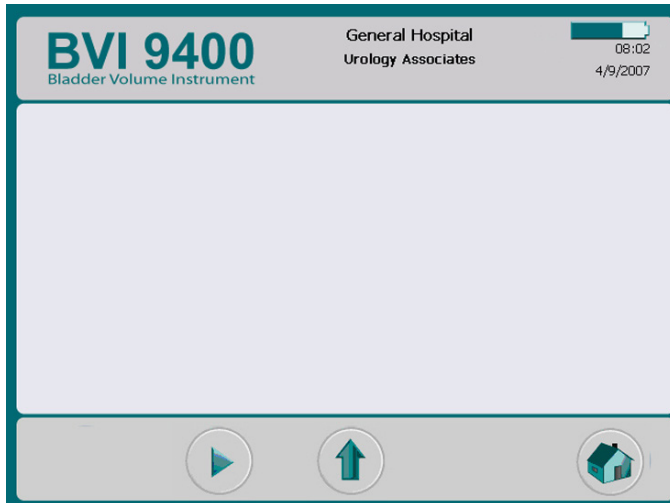 BVI 9400
Bladder Volume Instrument
General Hospital
Urology Associates
08:02
4/9/2007